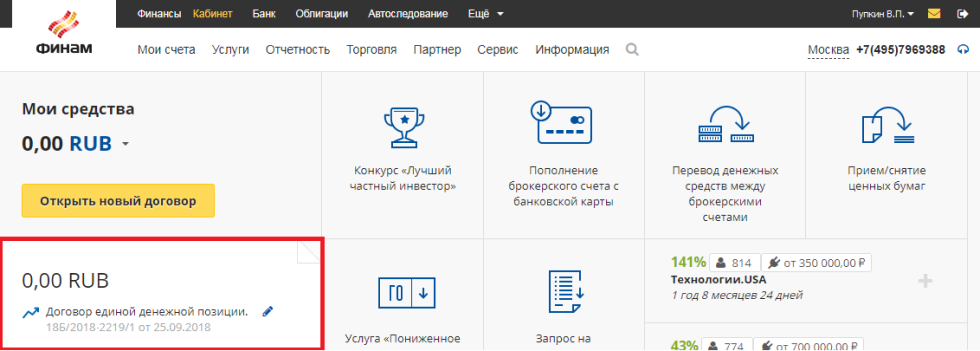 Финансы Кабинет Банк Облигации Автоследование Ещё Пупкин В.П.
ФИНАМ
Мои счета Услуги Отчетность Торговля Партнер Сервис Информация Москва +7(495)7969388
Мои средства
0,00 RUB
Открыть новый договор
Конкурс «Лучший
частный инвестор»
Пополнение
брокерского счета с
банковской карты
Перевод денежных
средств между
брокерскими
счетами
Прием/снятие
ценных бумаг
0,00 RUB
Договор единой денежной позиции.
18Б/2018-2219/1 от 25.09.2018
ГО
Услуга «Пониженное
Запрос на
141% 814 от 350 000,00 ₽
Технологии.USA
1 год 8 месяцев 24 дней
43% 774 от 700 000,00 ₽